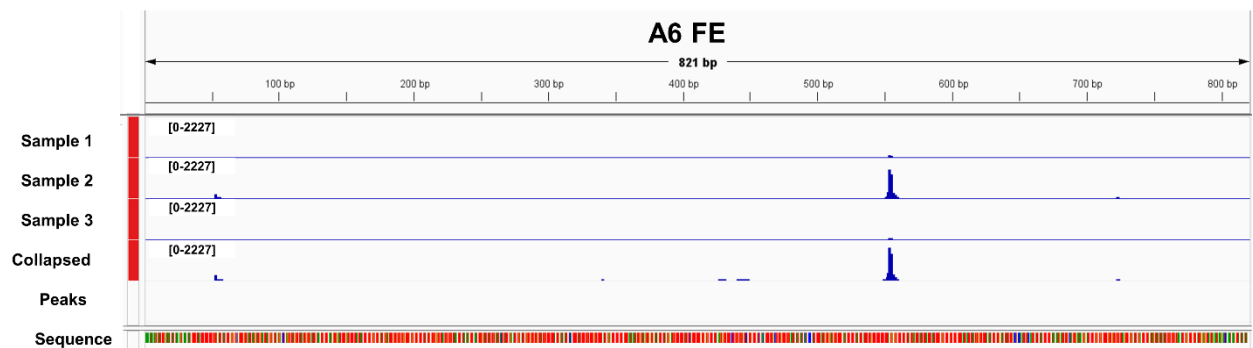 A6 FE
821 bp
100 bp 200 bp 300 bp 400 bp 500 bp 600 bp 700 bp 800 bp
Sample 1 [0-2227]
Sample 2 [0-2227]
Sample 3 [0-2227]
Collapsed [0-2227]
Peaks
Sequence